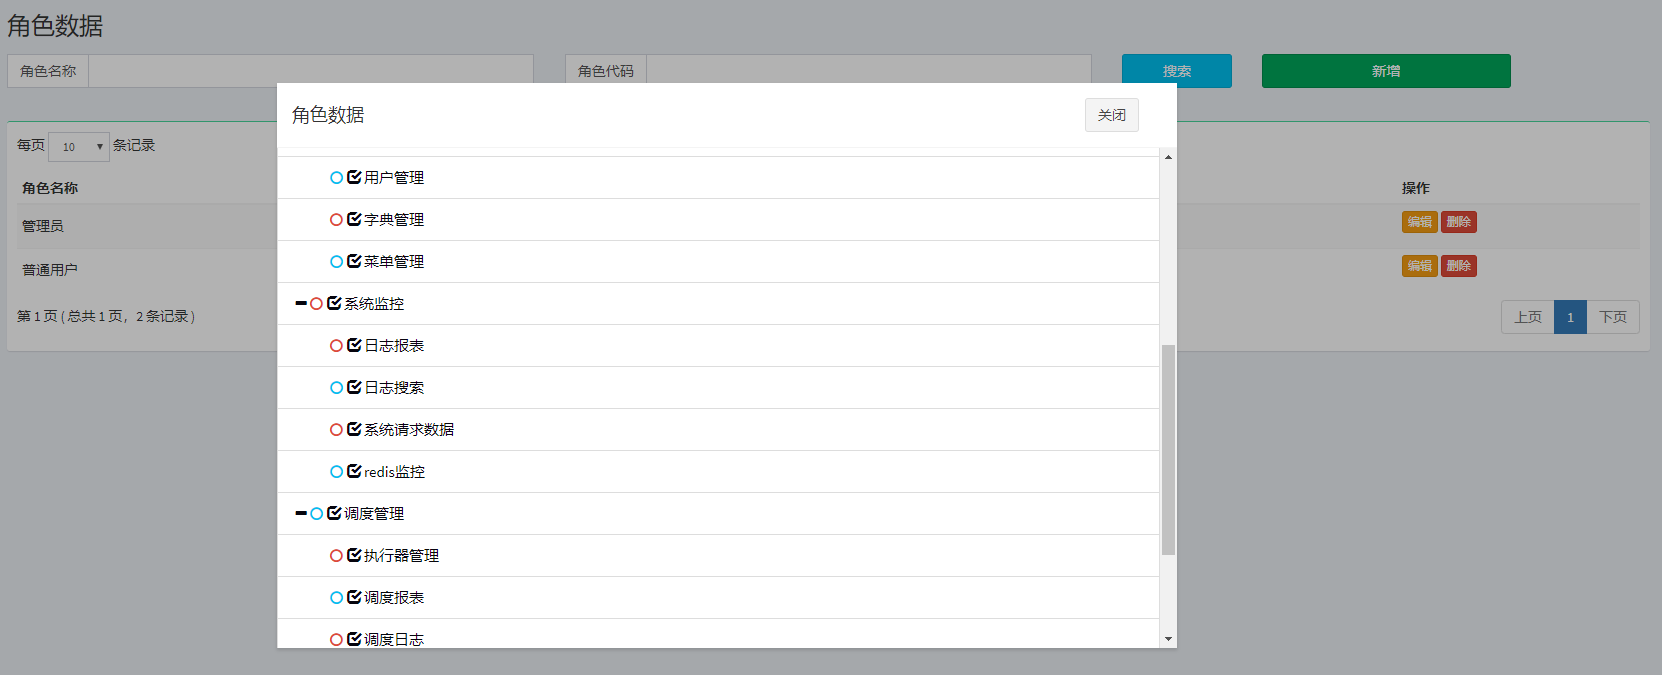 角色数据
角色名称 角色代码 搜索 新增
角色数据 关闭
每页 10 条记录
角色名称 操作
管理员 编辑 删除
普通用户 编辑 删除
第 1 页 ( 总共 1 页，2 条记录 ) 上页 1 下页
用户管理
字典管理
菜单管理
系统监控
日志报表
日志搜索
系统请求数据
redis监控
调度管理
执行器管理
调度报表
调度日志